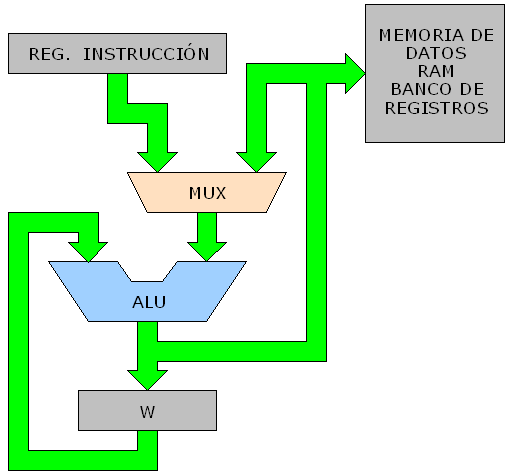 REG. INSTRUCCIÓN
MEMORIA DE
DATOS
RAM
BANCO DE
REGISTROS
MUX
ALU
W